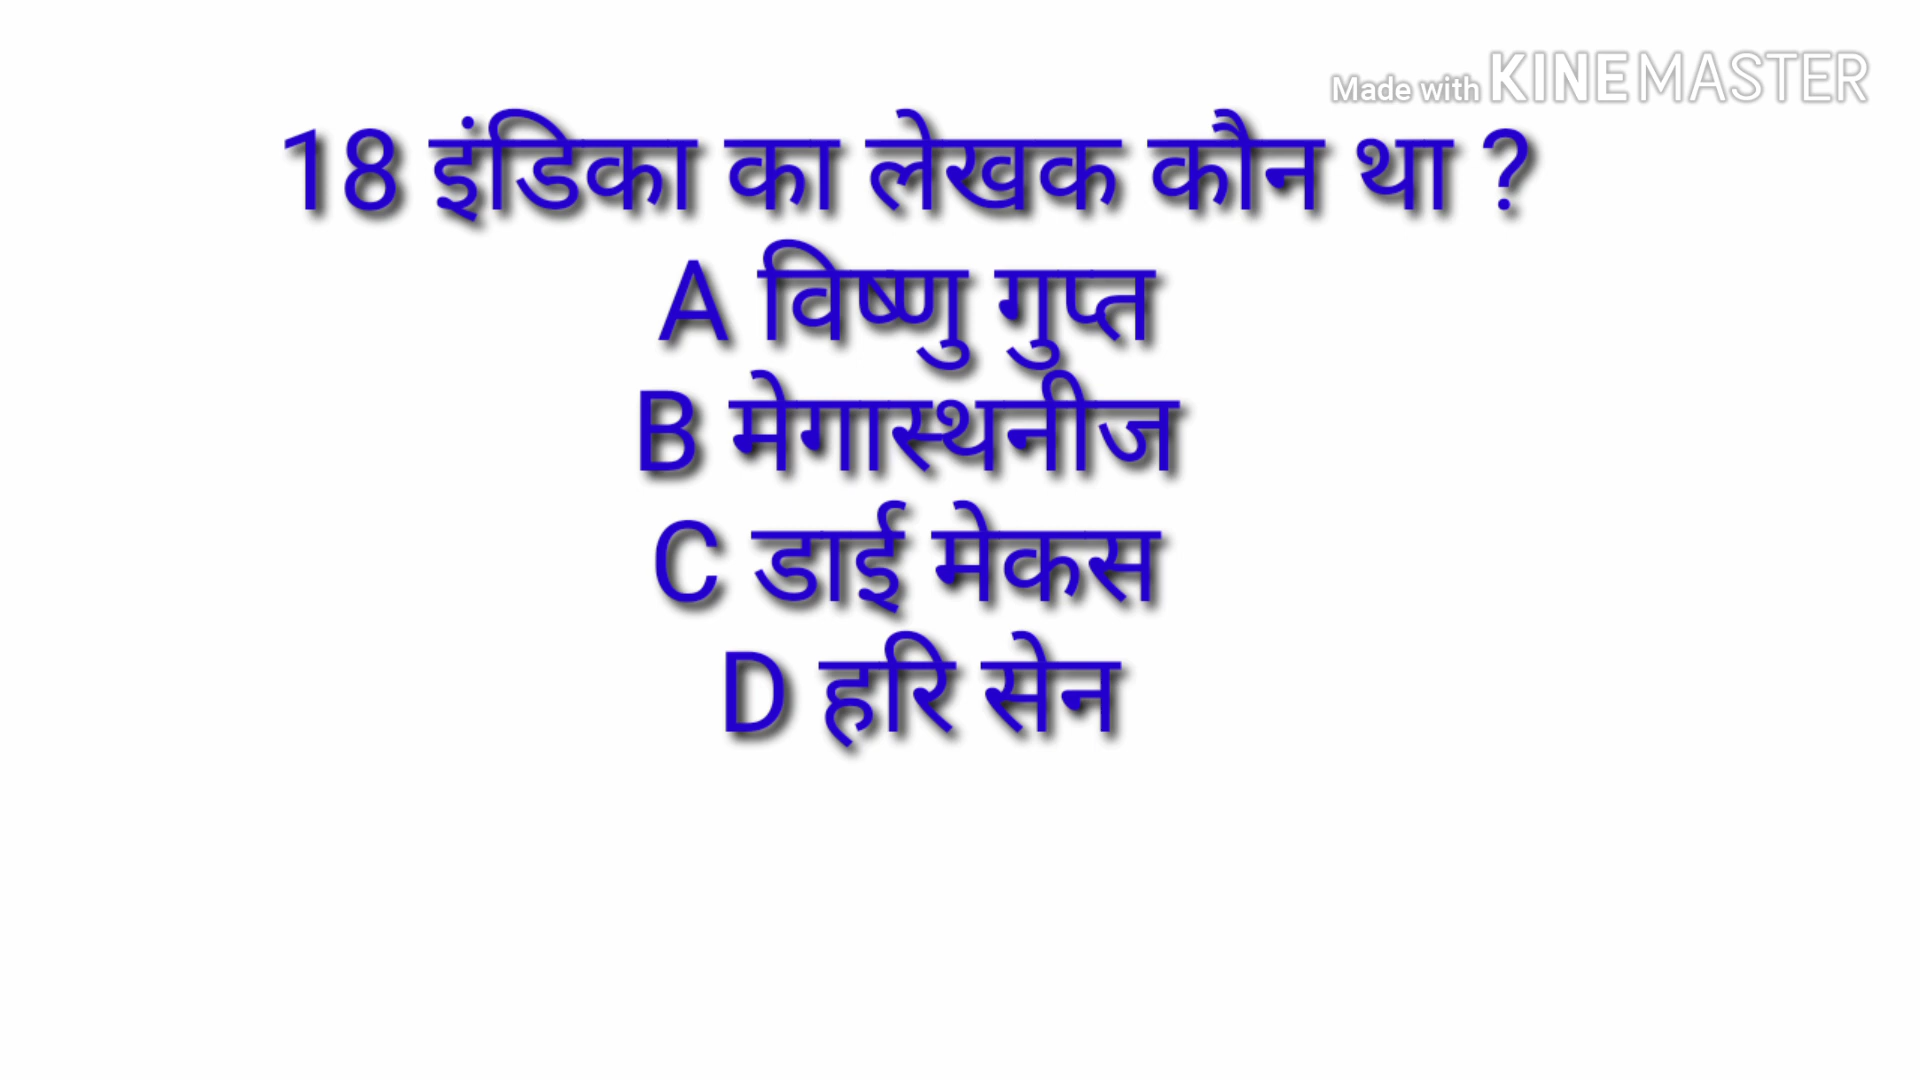 Made with KINEMASTER
18 इंडिका का लेखक कौन था ?
A विष्णु गुप्त
B मेगास्थनीज
C डाई मेकस
D हरि सेन